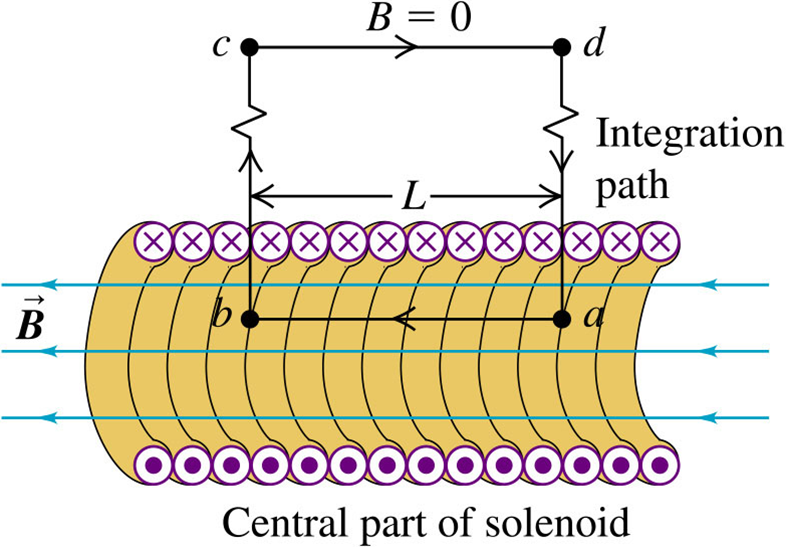 B = 0
c
d
Integration
path
L
B⃗
b
a
Central part of solenoid